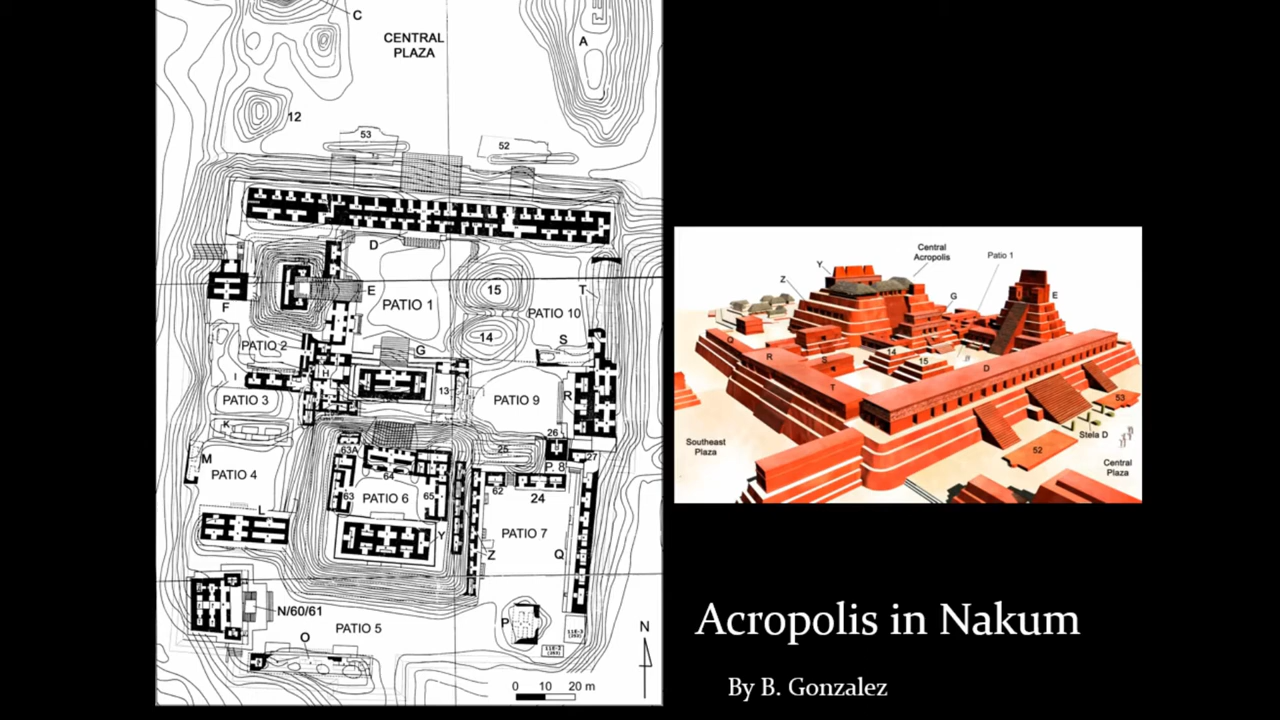 C
CENTRAL
PLAZA
A
12
53
52
D
E
F
PATIO 1
15
T
PATIO 10
14
S
PATIO 2
G
H
I
13
PATIO 3
PATIO 9
R
K
26
63A
25
27
M
P. 8
64
PATIO 4
63
PATIO 6
65
62
24
L
Y
PATIO 7
Z
Q
N/60/61
PATIO 5
P
O
N
0 10 20 m
Central
Acropolis
Patio 1
Y
Z
G
E
Q
R
S
14
15
T
D
53
Stela D
52
Southeast
Plaza
Central
Plaza
Acropolis in Nakum
By B. Gonzalez